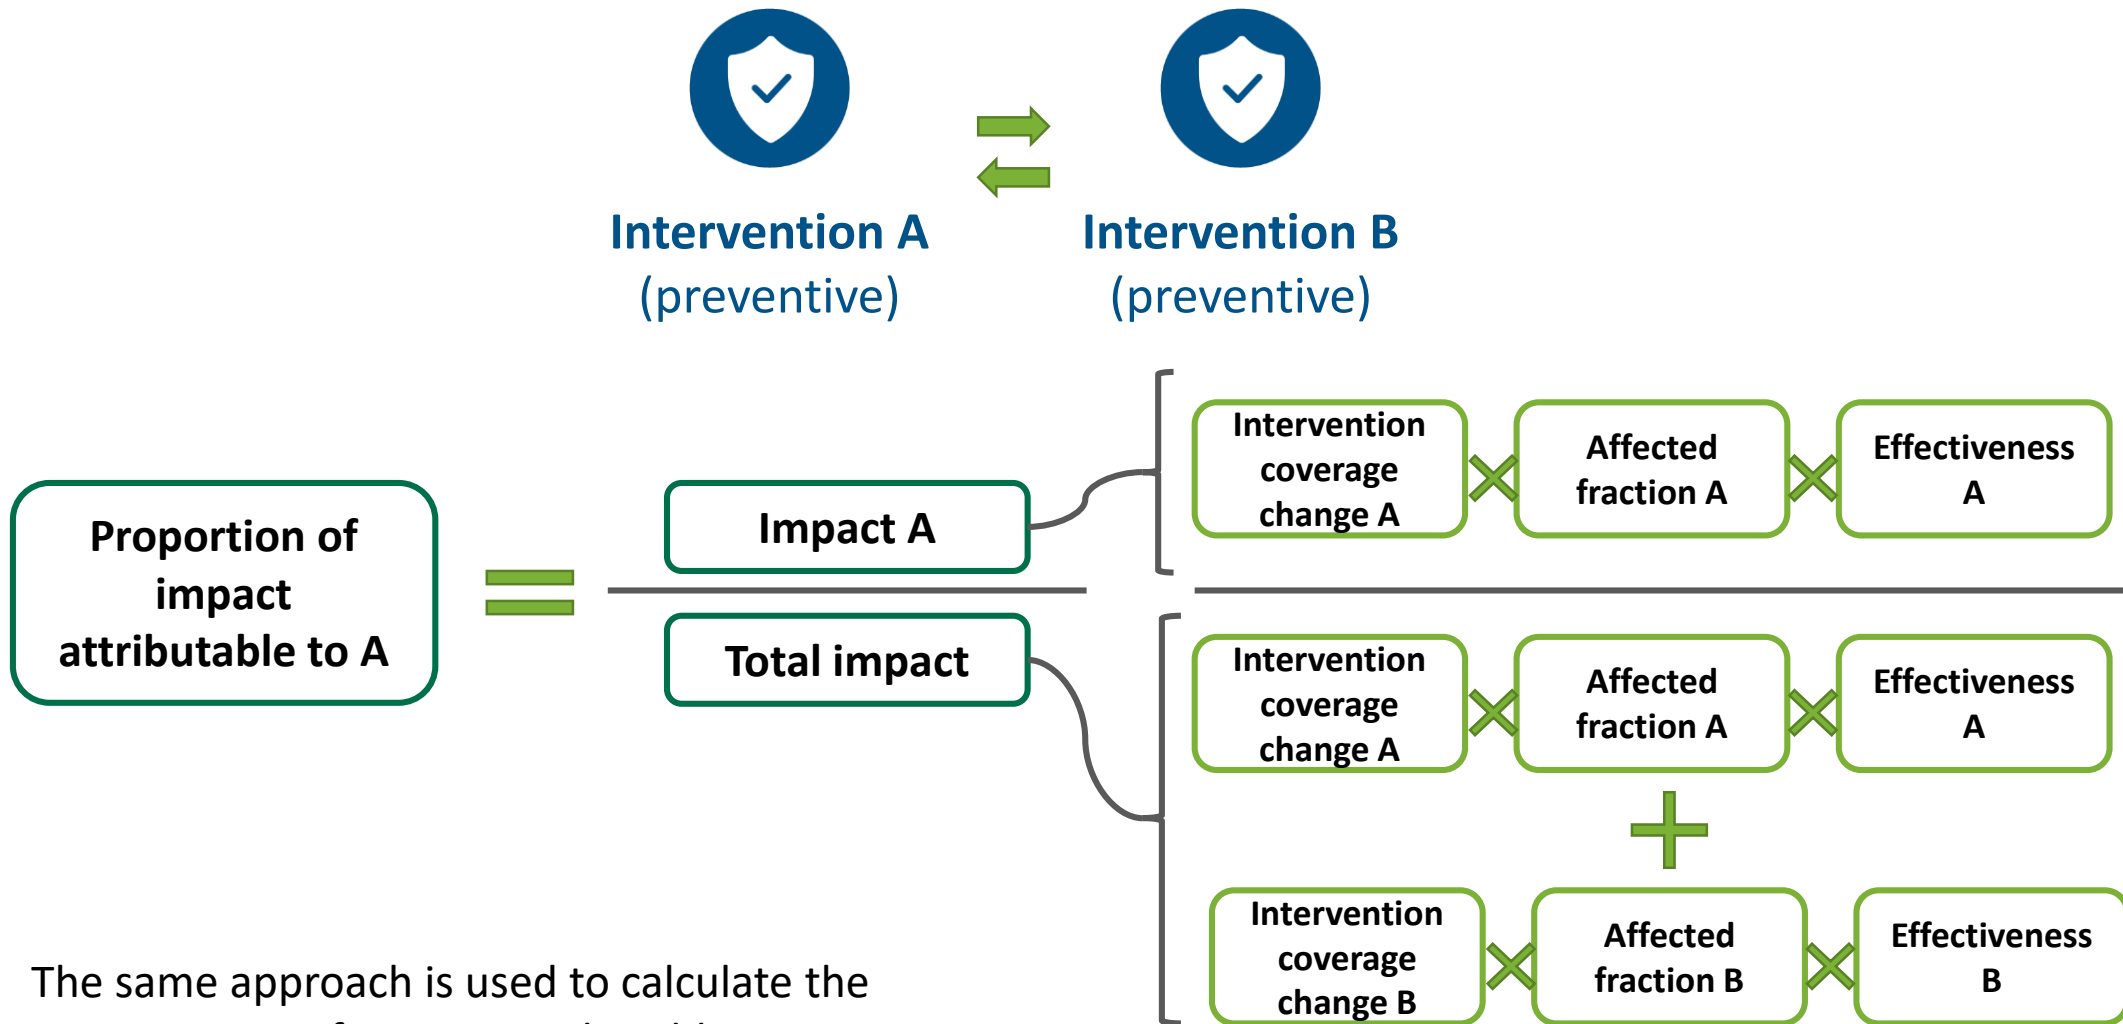 Intervention A
(preventive)
Intervention B
(preventive)
Proportion of
impact
attributable to A
Impact A
Total impact
Intervention
coverage
change A
Affected
fraction A
Effectiveness
A
Intervention
coverage
change A
Affected
fraction A
Effectiveness
A
Intervention
coverage
change B
Affected
fraction B
Effectiveness
B
The same approach is used to calculate the